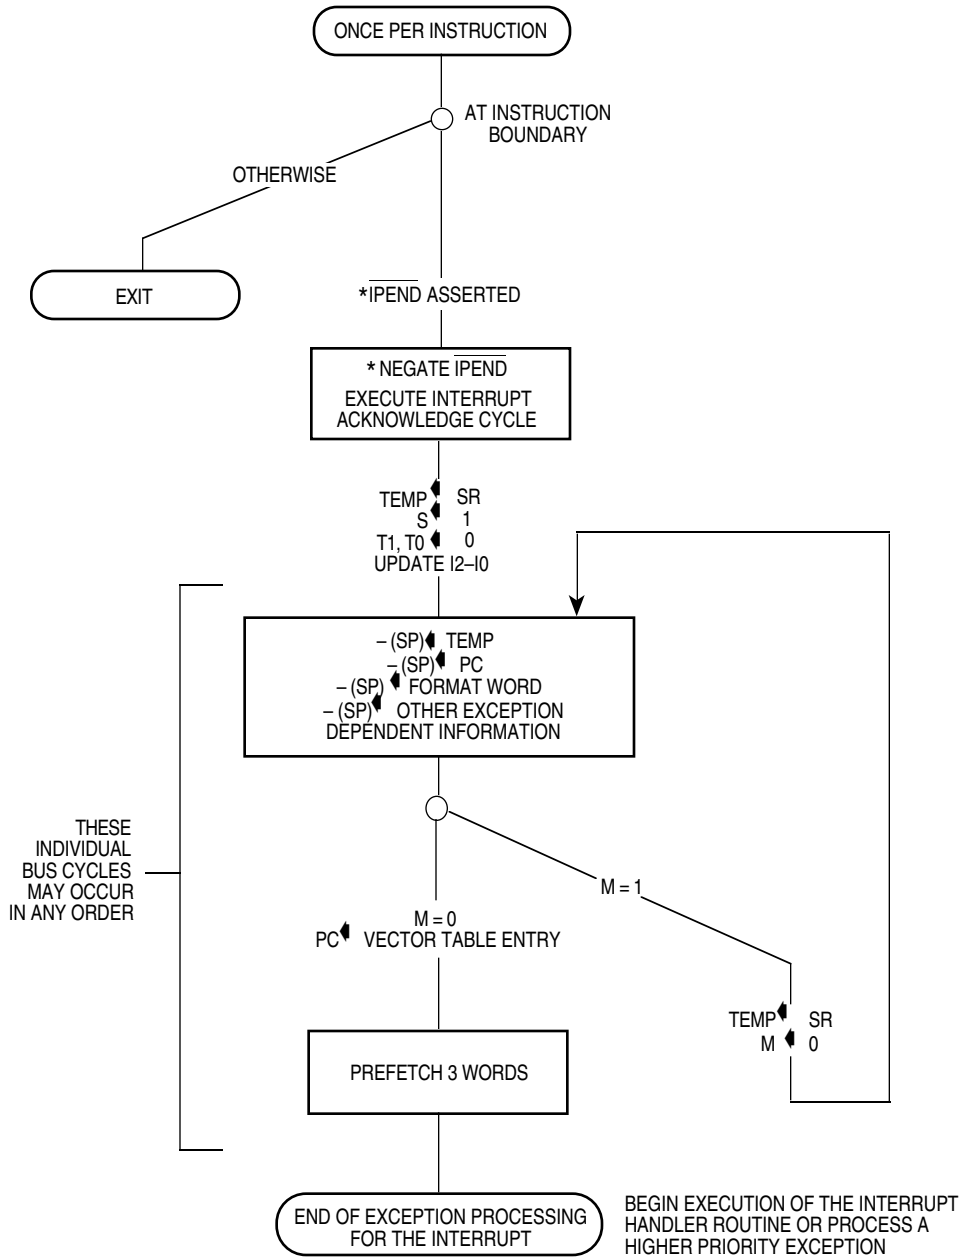 ONCE PER INSTRUCTION
AT INSTRUCTION
BOUNDARY
OTHERWISE
EXIT
*IPEND ASSERTED
* NEGATE IPEND
EXECUTE INTERRUPT
ACKNOWLEDGE CYCLE
TEMP SR
S 1
T1, T0 0
UPDATE I2–I0
– (SP) TEMP
– (SP) PC
– (SP) FORMAT WORD
– (SP) OTHER EXCEPTION
DEPENDENT INFORMATION
THESE
INDIVIDUAL
BUS CYCLES
MAY OCCUR
IN ANY ORDER
M = 1
M = 0
PC VECTOR TABLE ENTRY
TEMP SR
M 0
PREFETCH 3 WORDS
END OF EXCEPTION PROCESSING
FOR THE INTERRUPT
BEGIN EXECUTION OF THE INTERRUPT
HANDLER ROUTINE OR PROCESS A
HIGHER PRIORITY EXCEPTION